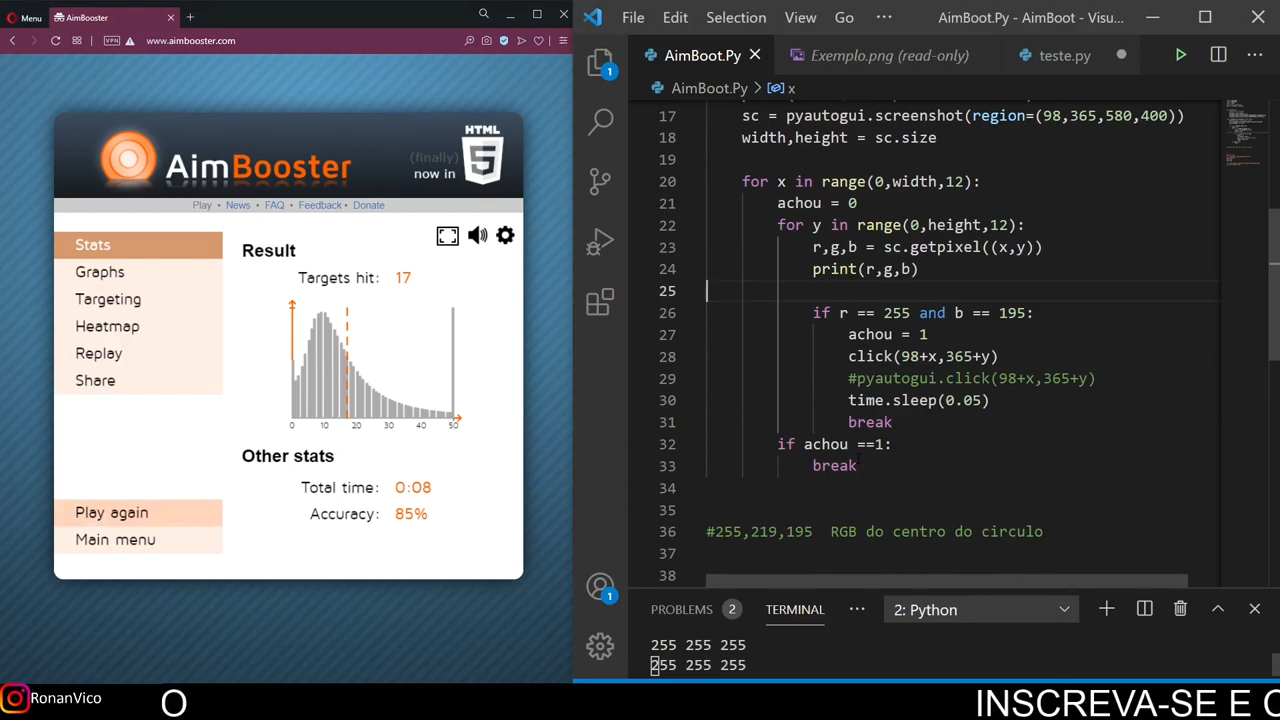 Menu
AimBooster
VPN
www.aimbooster.com
AimBooster
(finally)
now in
HTML
5
Play • News • FAQ • Feedback • Donate
Stats
Graphs
Targeting
Heatmap
Replay
Share
Play again
Main menu
Result
Targets hit: 17
0 10 20 30 40 50
Other stats
Total time: 0:08
Accuracy: 85%
File Edit Selection View Go ··· AimBoot.Py - AimBoot - Visu...
AimBoot.Py Exemplo.png (read-only) teste.py
AimBoot.Py > x
1
17 sc = pyautogui.screenshot(region=(98,365,580,400))
18 width,height = sc.size
19
20 for x in range(0,width,12):
21 achou = 0
22 for y in range(0,height,12):
23 r,g,b = sc.getpixel((x,y))
24 print(r,g,b)
25
26 if r == 255 and b == 195:
27 achou = 1
28 click(98+x,365+y)
29 #pyautogui.click(98+x,365+y)
30 time.sleep(0.05)
31 break
32 if achou ==1:
33 break
34
35
36 #255,219,195 RGB do centro do circulo
37
38
1
PROBLEMS 2 TERMINAL ··· 2: Python
255 255 255
255 255 255
RonanVico O INSCREVA-SE E